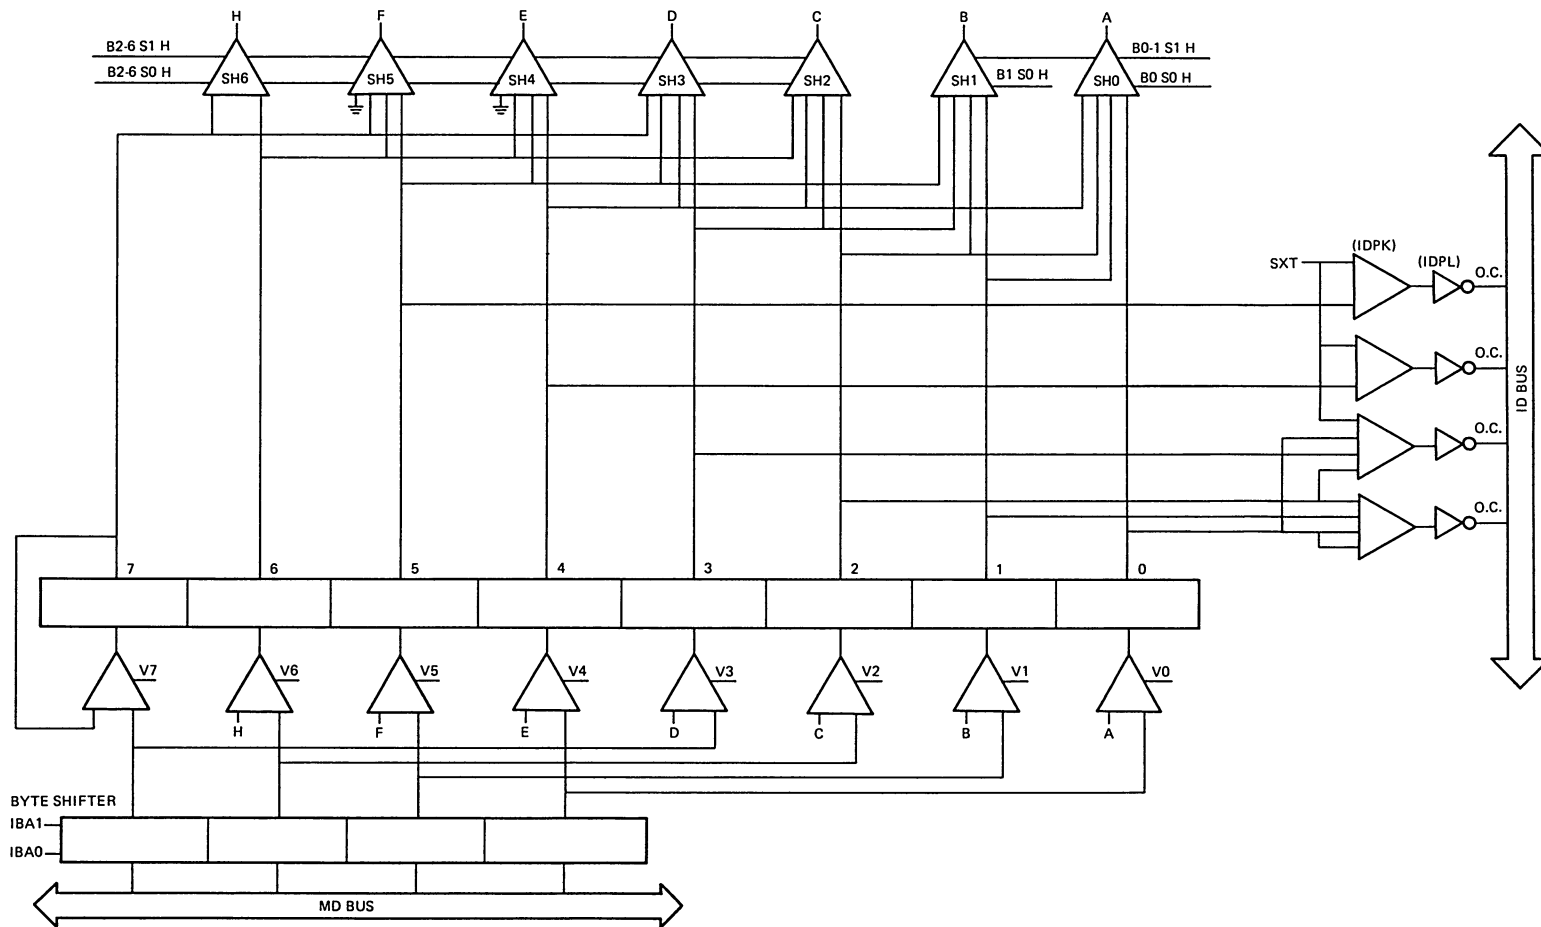 H F E D C B A
B2-6 S1 H
B0-1 S1 H
B2-6 S0 H
SH6 SH5 SH4 SH3 SH2 SH1 SH0
B1 S0 H
B0 S0 H
(IDPK)
SXT
(IDPL)
O.C.
O.C.
ID BUS
O.C.
O.C.
7 6 5 4 3 2 1 0
V7 V6 V5 V4 V3 V2 V1 V0
H F E D C B A
BYTE SHIFTER
IBA1
IBA0
MD BUS